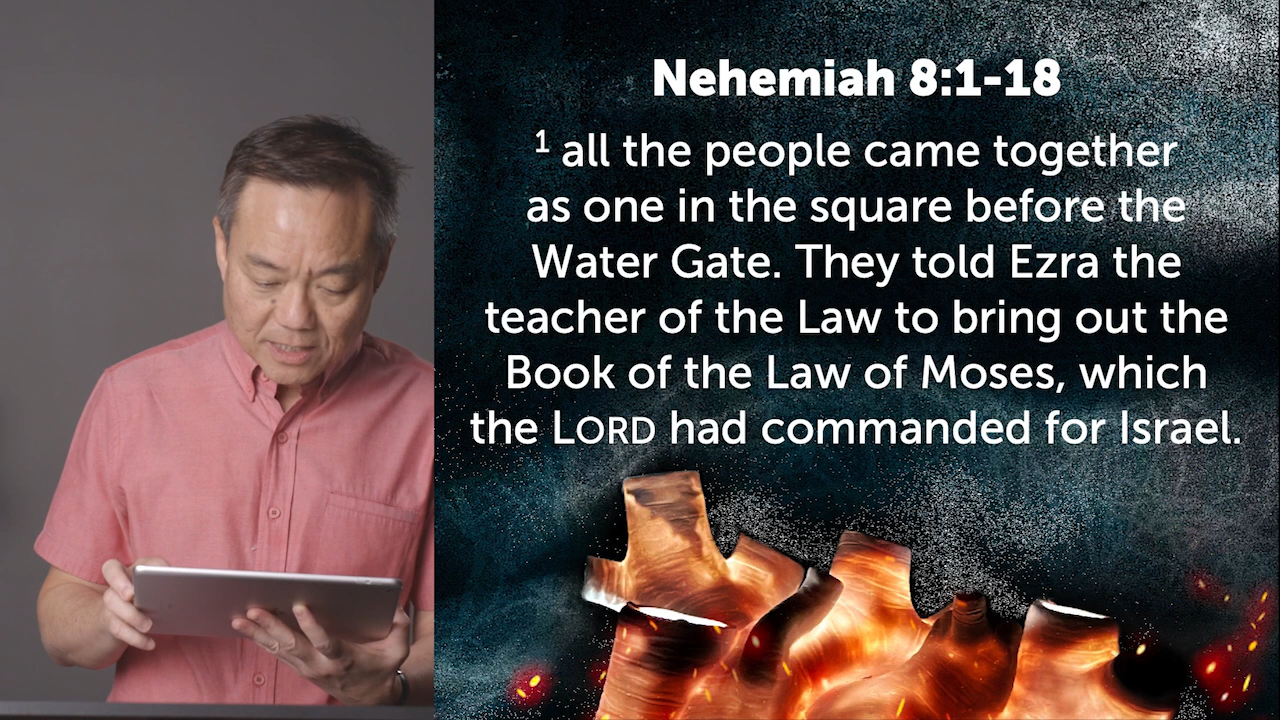 Nehemiah 8:1-18
1 all the people came together
as one in the square before the
Water Gate. They told Ezra the
teacher of the Law to bring out the
Book of the Law of Moses, which
the LORD had commanded for Israel.